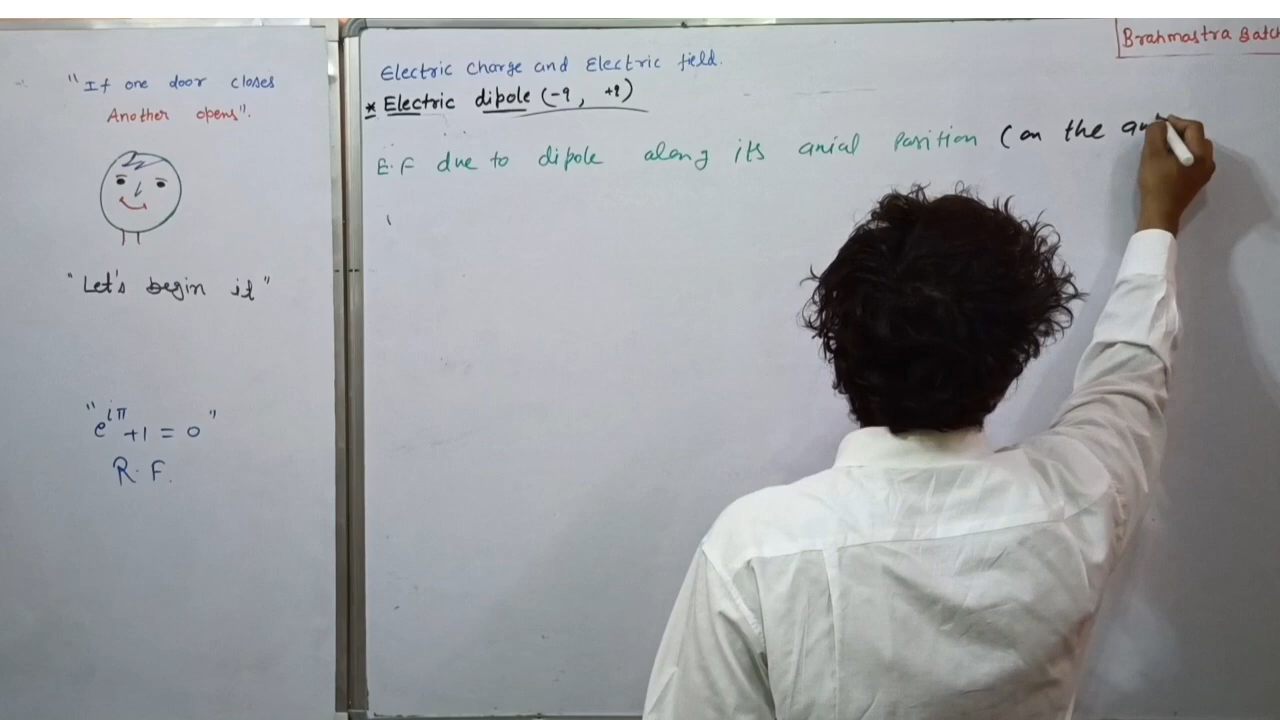 "If one door closes
Another opens".
"Let's begin it"
"e^iπ +1 = 0"
R. F.
Brahmastra Batch
Electric Charge and Electric field.
* Electric dipole (-q, +q)
E.F due to dipole along its axial Position (on the